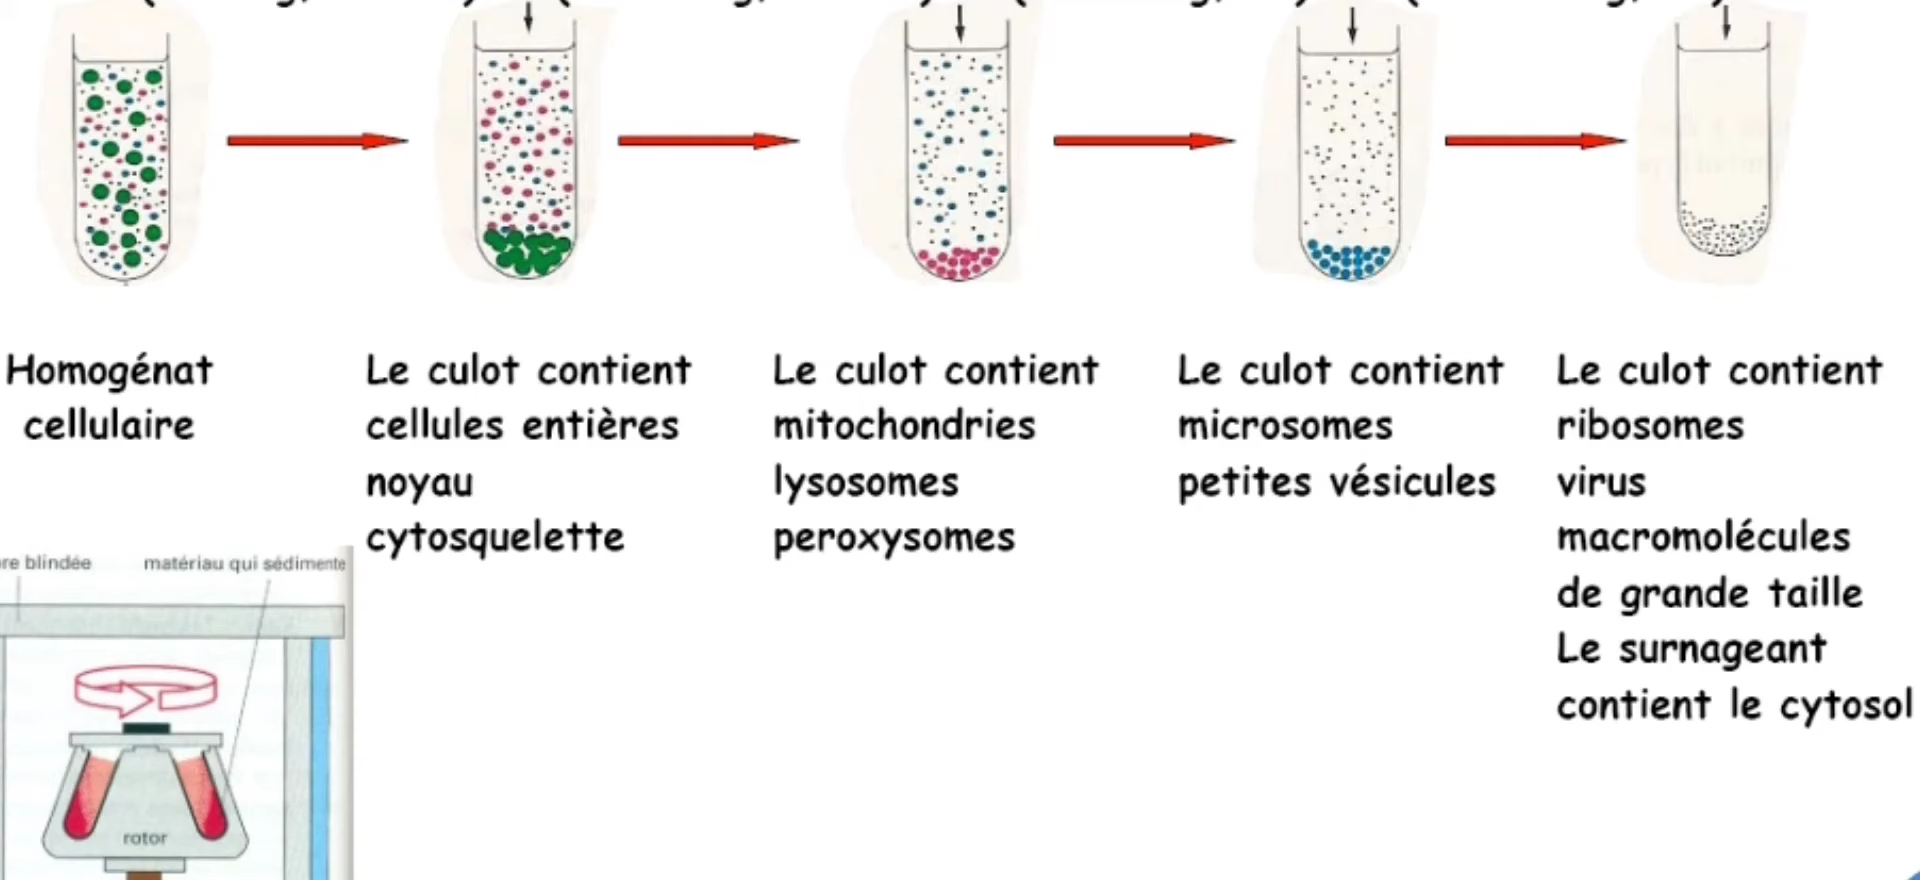 Homogénat
cellulaire
Le culot contient
cellules entières
noyau
cytosquelette
Le culot contient
mitochondries
lysosomes
peroxysomes
Le culot contient
microsomes
petites vésicules
Le culot contient
ribosomes
virus
macromolécules
de grande taille
Le surnageant
contient le cytosol
re blindée
matériau qui sédimente
rotor